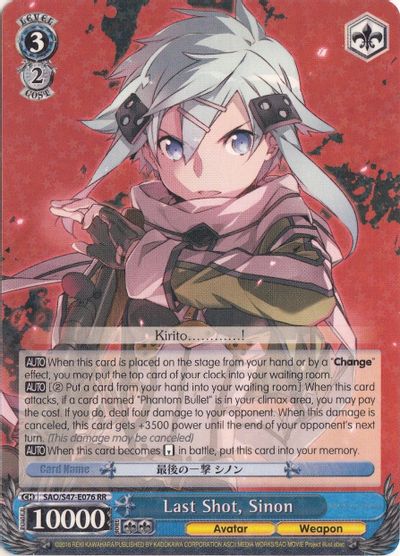 LEVEL
3
2
COST
Kirito…………!
AUTO When this card is placed on the stage from your hand or by a "Change"
effect, you may put the top card of your clock into your waiting room.
AUTO [② Put a card from your hand into your waiting room] When this card
attacks, if a card named "Phantom Bullet" is in your climax area, you may pay
the cost. If you do, deal four damage to your opponent. When this damage is
canceled, this card gets +3500 power until the end of your opponent's next turn.
(This damage may be canceled)
AUTO When this card becomes in battle, put this card into your memory.
Card Name 最後の一撃 シノン
CH SAO/S47-E076 RR
10000
Last Shot, Sinon
Avatar Weapon